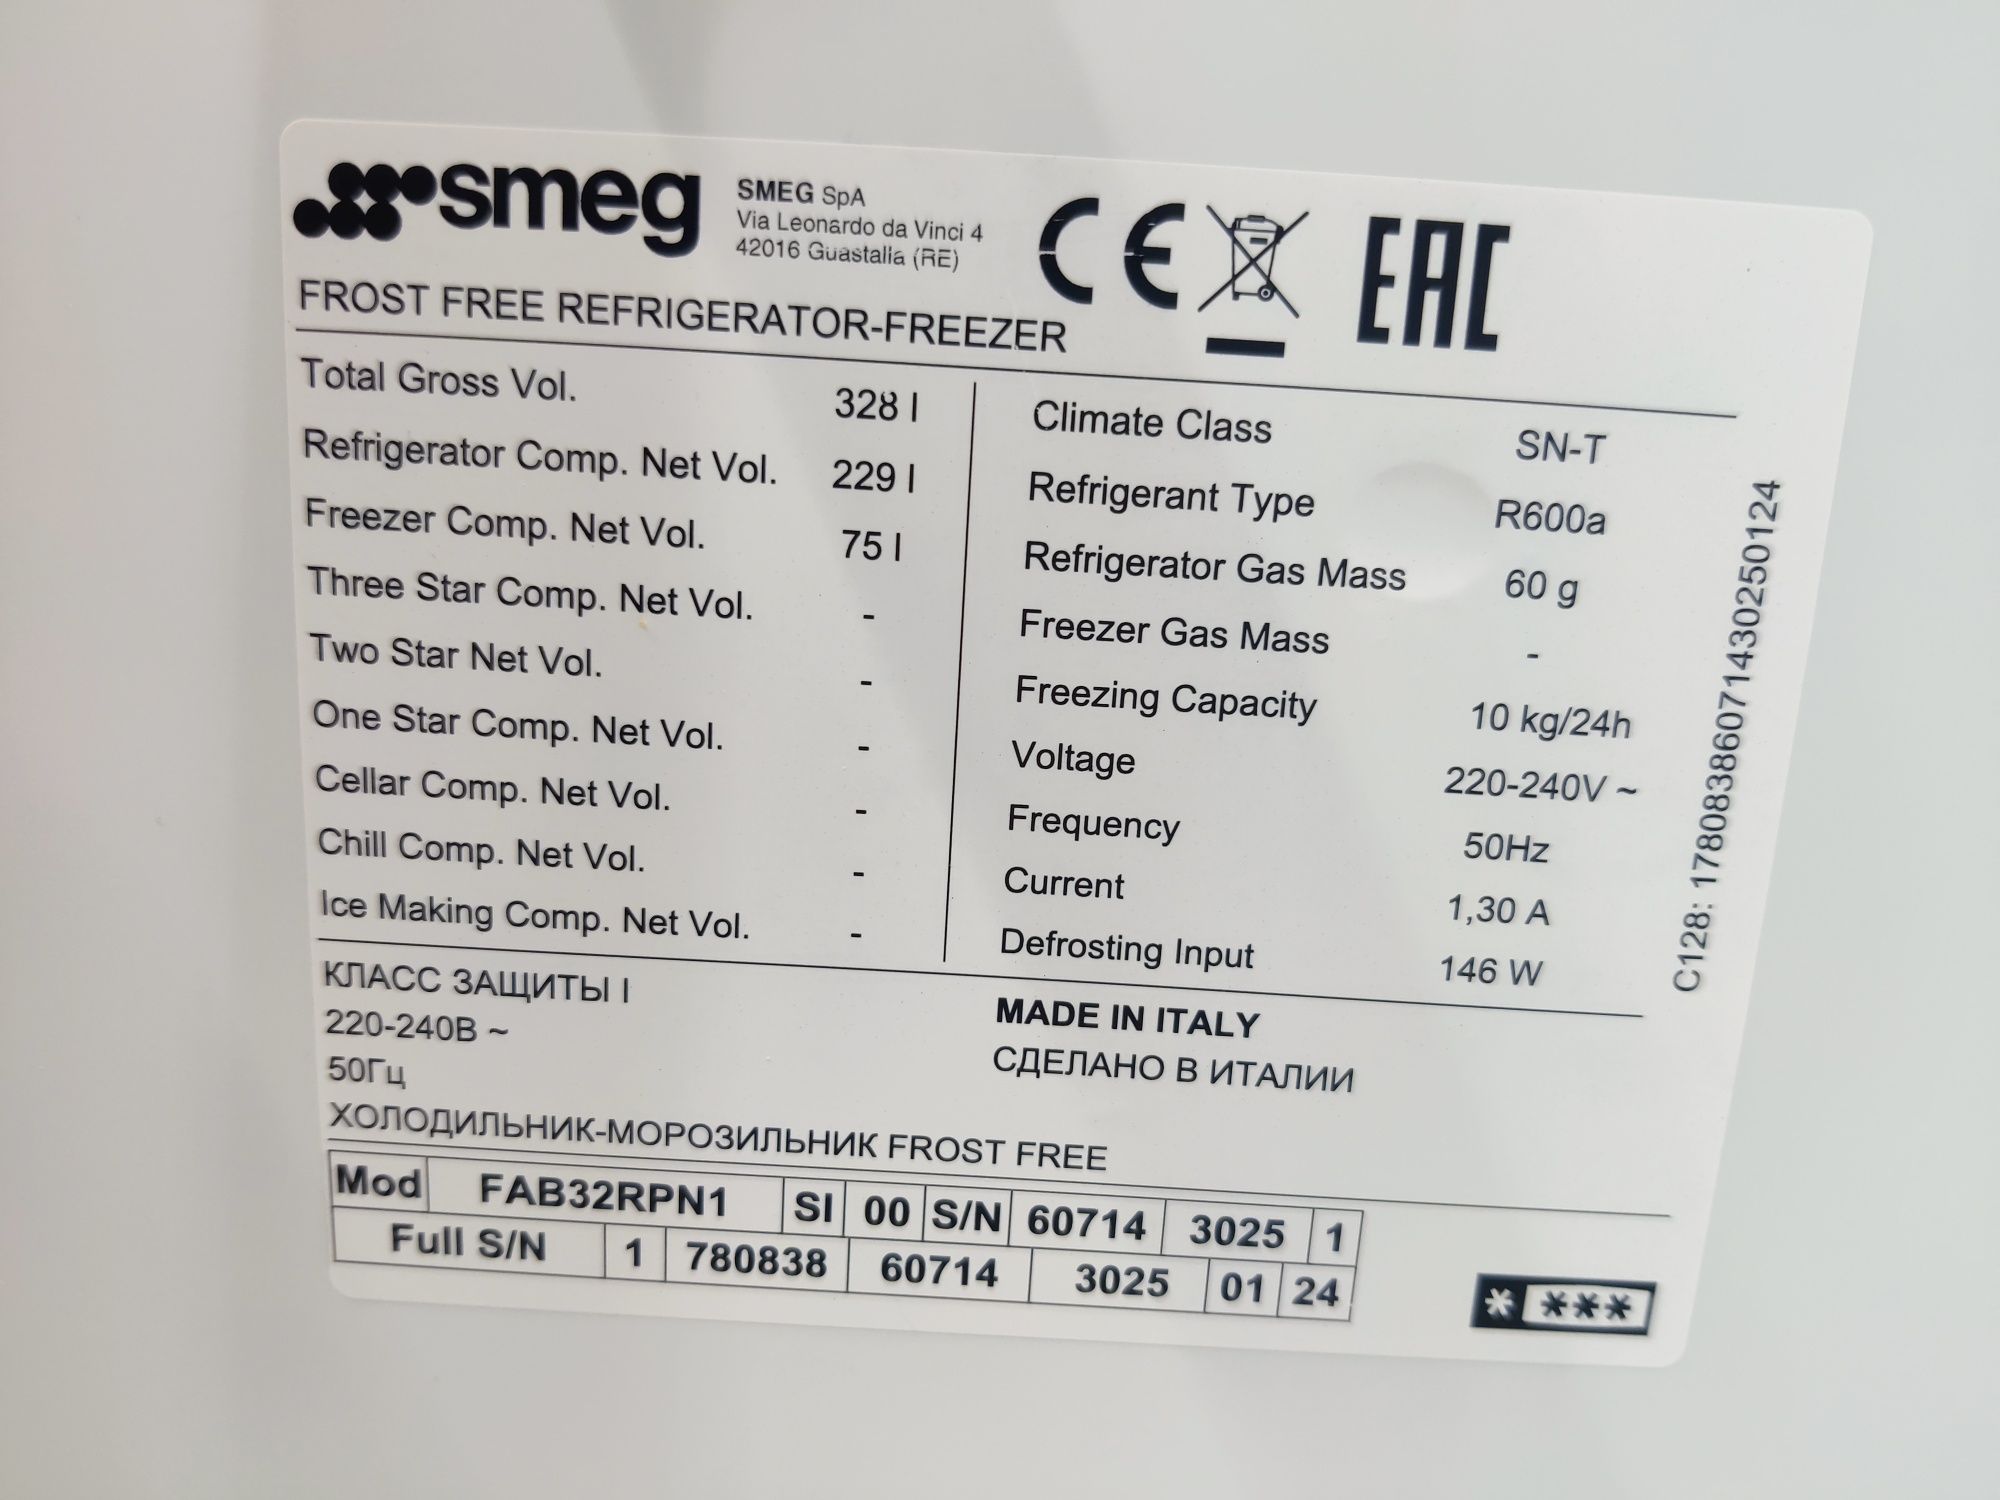 smeg
SMEG SpA
Via Leonardo da Vinci 4
42016 Guastalla (RE)
CE
EAC
FROST FREE REFRIGERATOR-FREEZER
Total Gross Vol. 328 l
Refrigerator Comp. Net Vol. 229 l
Freezer Comp. Net Vol. 75 l
Three Star Comp. Net Vol. -
Two Star Net Vol. -
One Star Comp. Net Vol. -
Cellar Comp. Net Vol. -
Chill Comp. Net Vol. -
Ice Making Comp. Net Vol. -
Climate Class SN-T
Refrigerant Type R600a
Refrigerator Gas Mass 60 g
Freezer Gas Mass -
Freezing Capacity 10 kg/24h
Voltage 220-240V ~
Frequency 50Hz
Current 1,30 A
Defrosting Input 146 W
C128: 17808386071430250124
КЛАСС ЗАЩИТЫ I
220-240В ~
50Гц
ХОЛОДИЛЬНИК-МОРОЗИЛЬНИК FROST FREE
MADE IN ITALY
СДЕЛАНО В ИТАЛИИ
Mod FAB32RPN1 SI 00 S/N 60714 3025 1
Full S/N 1 780838 60714 3025 01 24
* ***